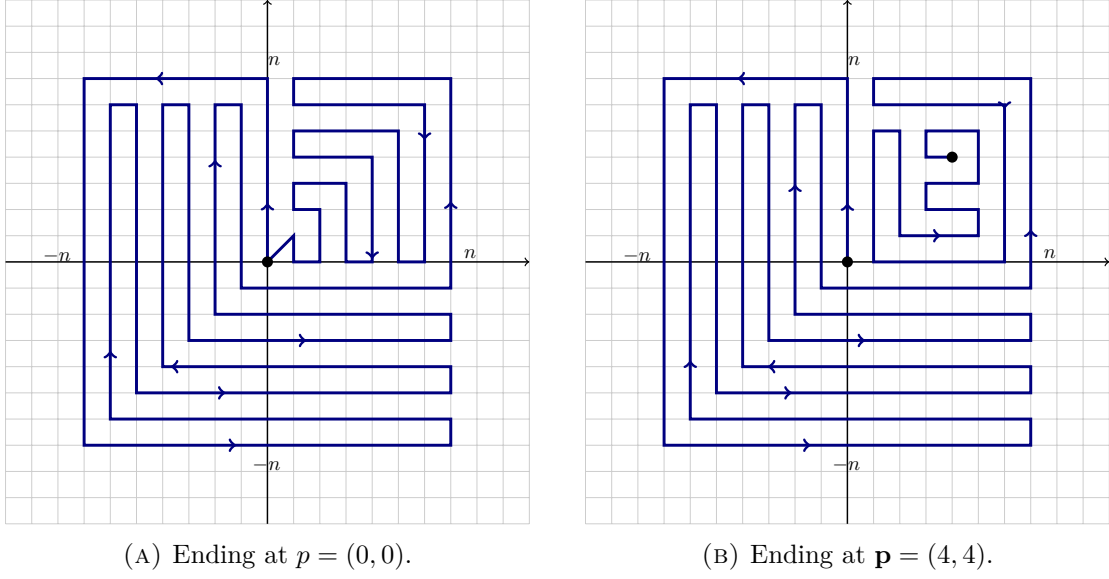 n
n
−n
n
−n
n
−n
−n
(A) Ending at p = (0, 0).
(B) Ending at p = (4, 4).